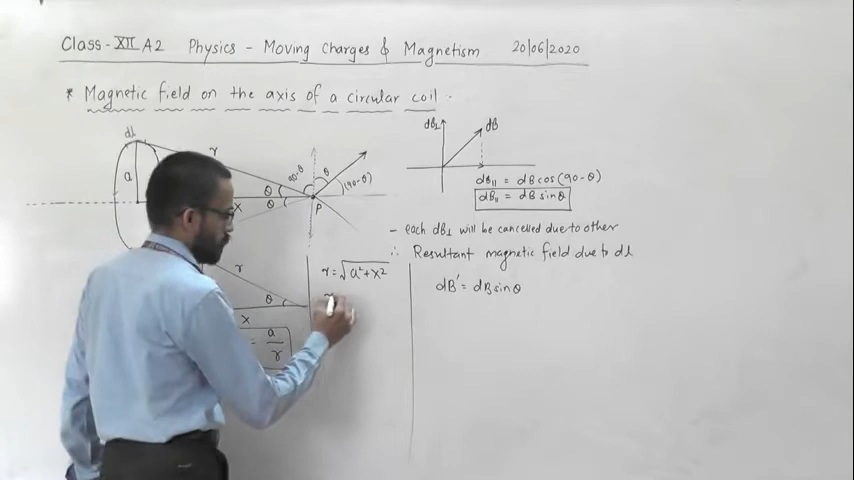 Class - XII A2 Physics - Moving Charges & Magnetism 20/06/2020
* Magnetic field on the axis of a circular coil.
dl
r
a
90-θ
θ
(90-θ)
θ
θ
x
P
dB⊥
dB
dB|| = dB cos(90-θ)
dB|| = dB sinθ
- each dB⊥ will be cancelled due to other
∴ Resultant magnetic field due to dl
dB' = dB sinθ
r
θ
x
= a/r
r = √a²+x²